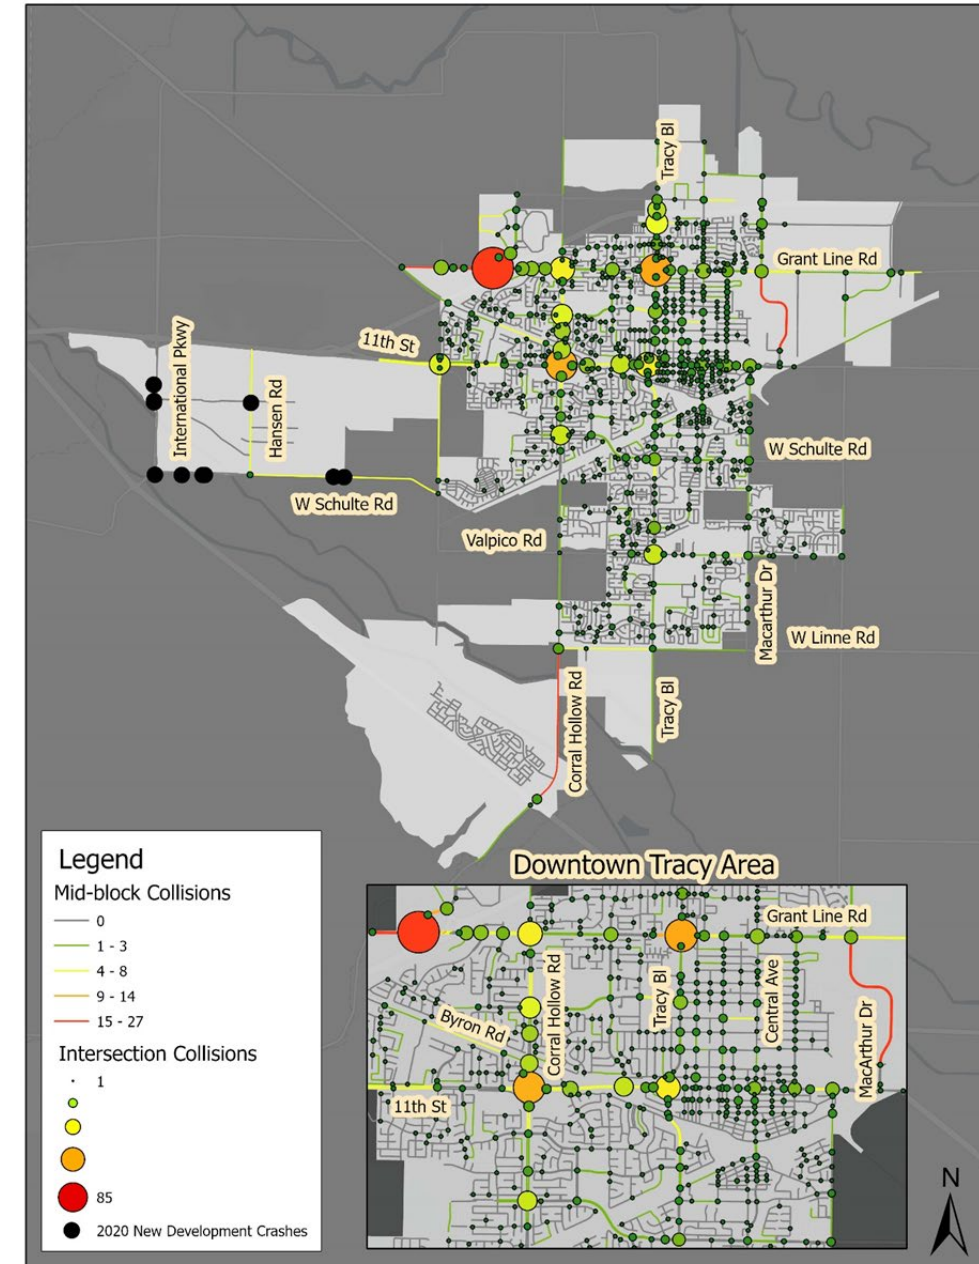 Tracy Bl
Grant Line Rd
International Pkwy
11th St
Hansen Rd
W Schulte Rd
W Schulte Rd
Valpico Rd
Macarthur Dr
W Linne Rd
Corral Hollow Rd
Tracy Bl
Legend
Mid-block Collisions
0
1 - 3
4 - 8
9 - 14
15 - 27
Intersection Collisions
1
85
2020 New Development Crashes
Downtown Tracy Area
Grant Line Rd
Corral Hollow Rd
Tracy Bl
Central Ave
Byron Rd
MacArthur Dr
11th St
N